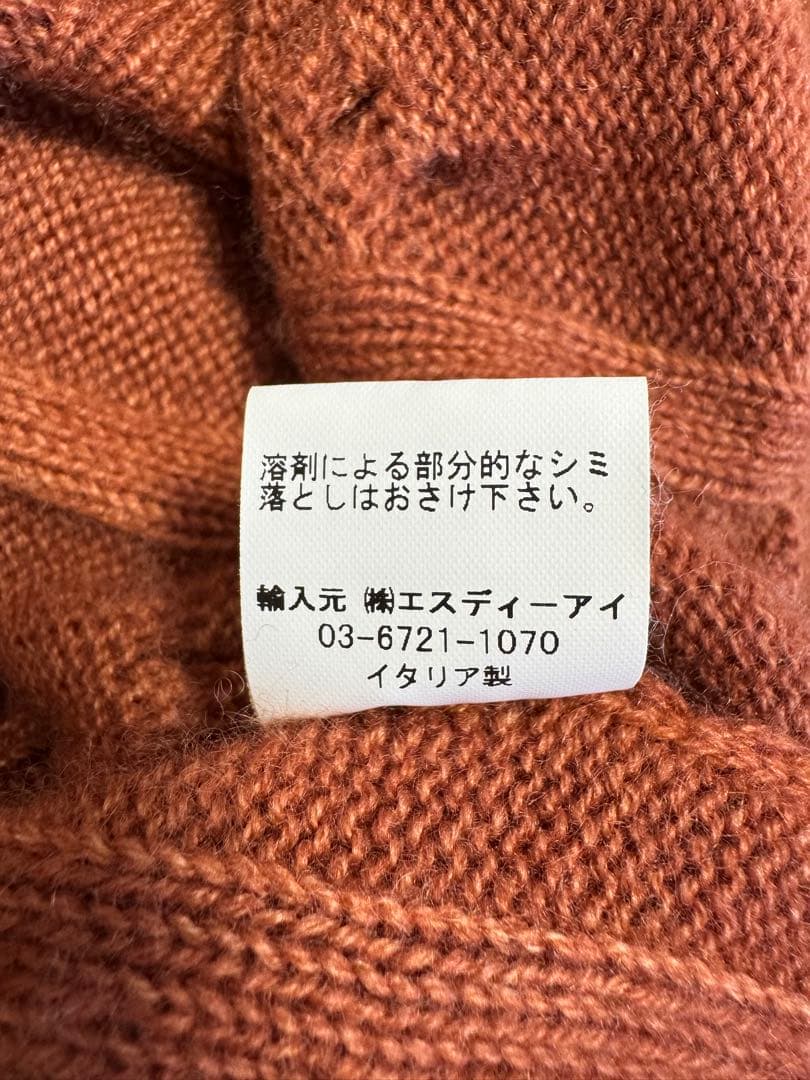 溶剤による部分的なシミ
落としはおさけ下さい。
輸入元 ㈱エスディーアイ
03-6721-1070
イタリア製